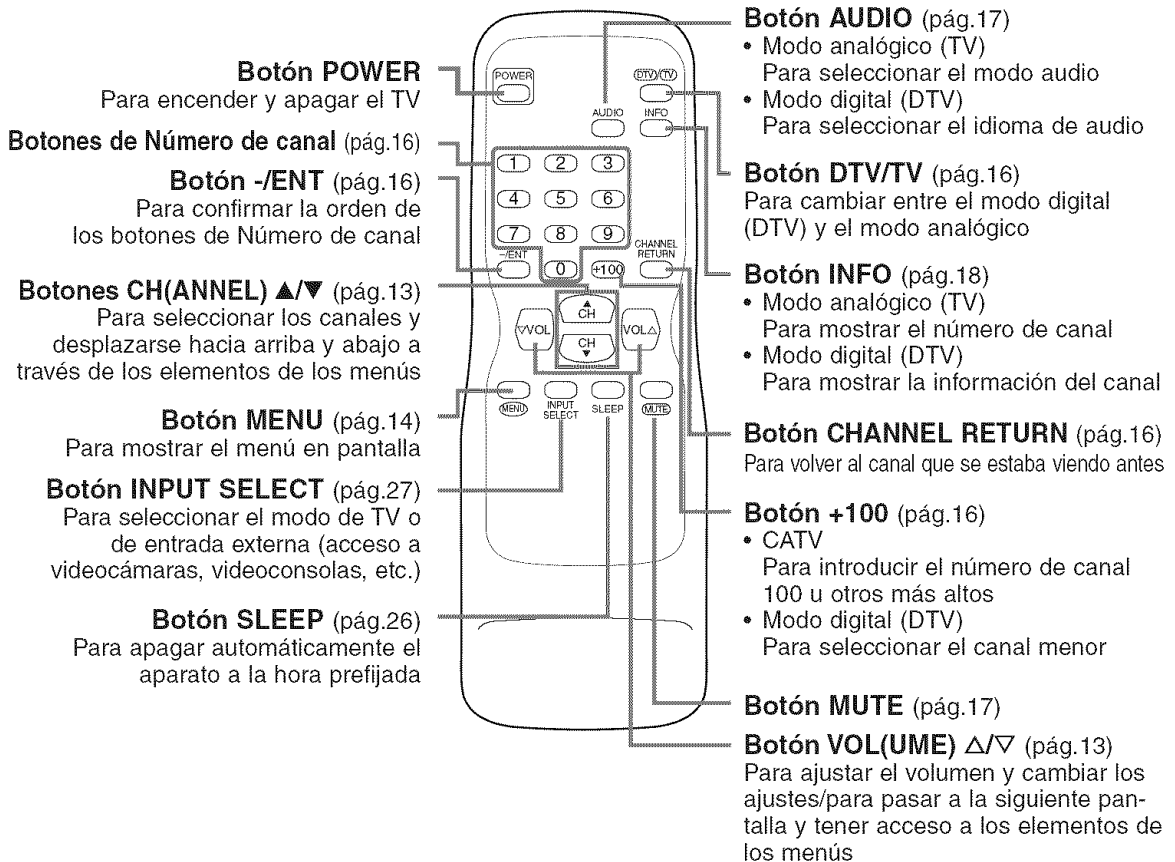 Botón POWER
Para encender y apagar el TV
Botones de Número de canal (pág.16)
Botón -/ENT (pág.16)
Para confirmar la orden de
los botones de Número de canal
Botones CH(ANNEL) ▲/▼ (pág.13)
Para seleccionar los canales y
desplazarse hacia arriba y abajo a
través de los elementos de los menús
Botón MENU (pág.14)
Para mostrar el menú en pantalla
Botón INPUT SELECT (pág.27)
Para seleccionar el modo de TV o
de entrada externa (acceso a
videocámaras, videoconsolas, etc.)
Botón SLEEP (pág.26)
Para apagar automáticamente el
aparato a la hora prefijada
POWER
DTV/TV
AUDIO INFO
1 2 3
4 5 6
7 8 9
-/ENT
0 +100
CHANNEL
RETURN
▲
CH
▽VOL
VOL△
CH
▼
MENU
INPUT
SELECT
SLEEP
MUTE
Botón AUDIO (pág.17)
• Modo analógico (TV)
Para seleccionar el modo audio
• Modo digital (DTV)
Para seleccionar el idioma de audio
Botón DTV/TV (pág.16)
Para cambiar entre el modo digital
(DTV) y el modo analógico
Botón INFO (pág.18)
• Modo analógico (TV)
Para mostrar el número de canal
• Modo digital (DTV)
Para mostrar la información del canal
Botón CHANNEL RETURN (pág.16)
Para volver al canal que se estaba viendo antes
Botón +100 (pág.16)
• CATV
Para introducir el número de canal
100 u otros más altos
• Modo digital (DTV)
Para seleccionar el canal menor
Botón MUTE (pág.17)
Botón VOL(UME) △/▽ (pág.13)
Para ajustar el volumen y cambiar los
ajustes/para pasar a la siguiente pan-
talla y tener acceso a los elementos de
los menús